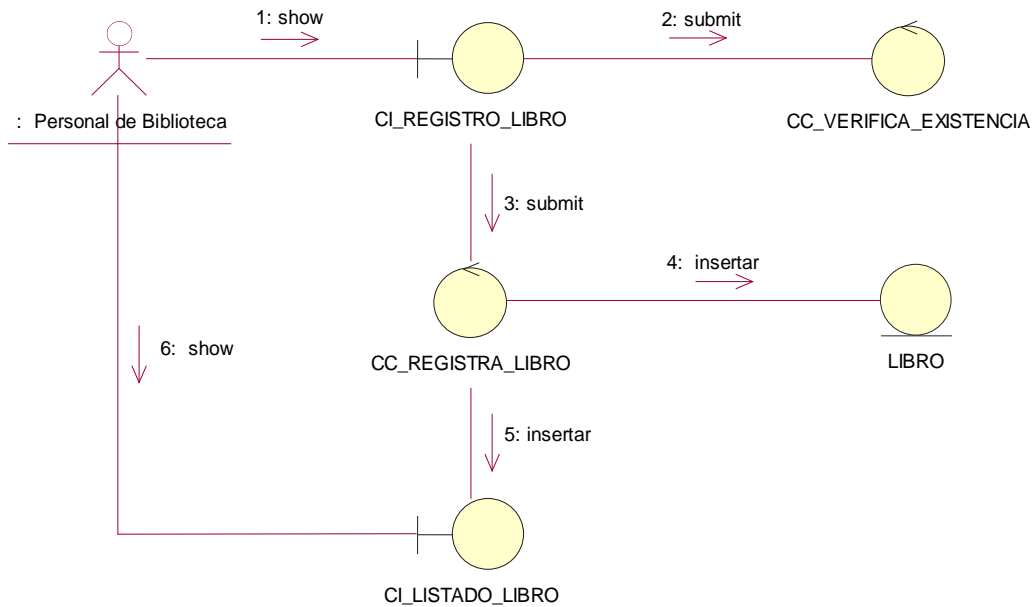 1: show
2: submit
: Personal de Biblioteca
CI_REGISTRO_LIBRO
CC_VERIFICA_EXISTENCIA
3: submit
4: insertar
6: show
CC_REGISTRA_LIBRO
LIBRO
5: insertar
CI_LISTADO_LIBRO